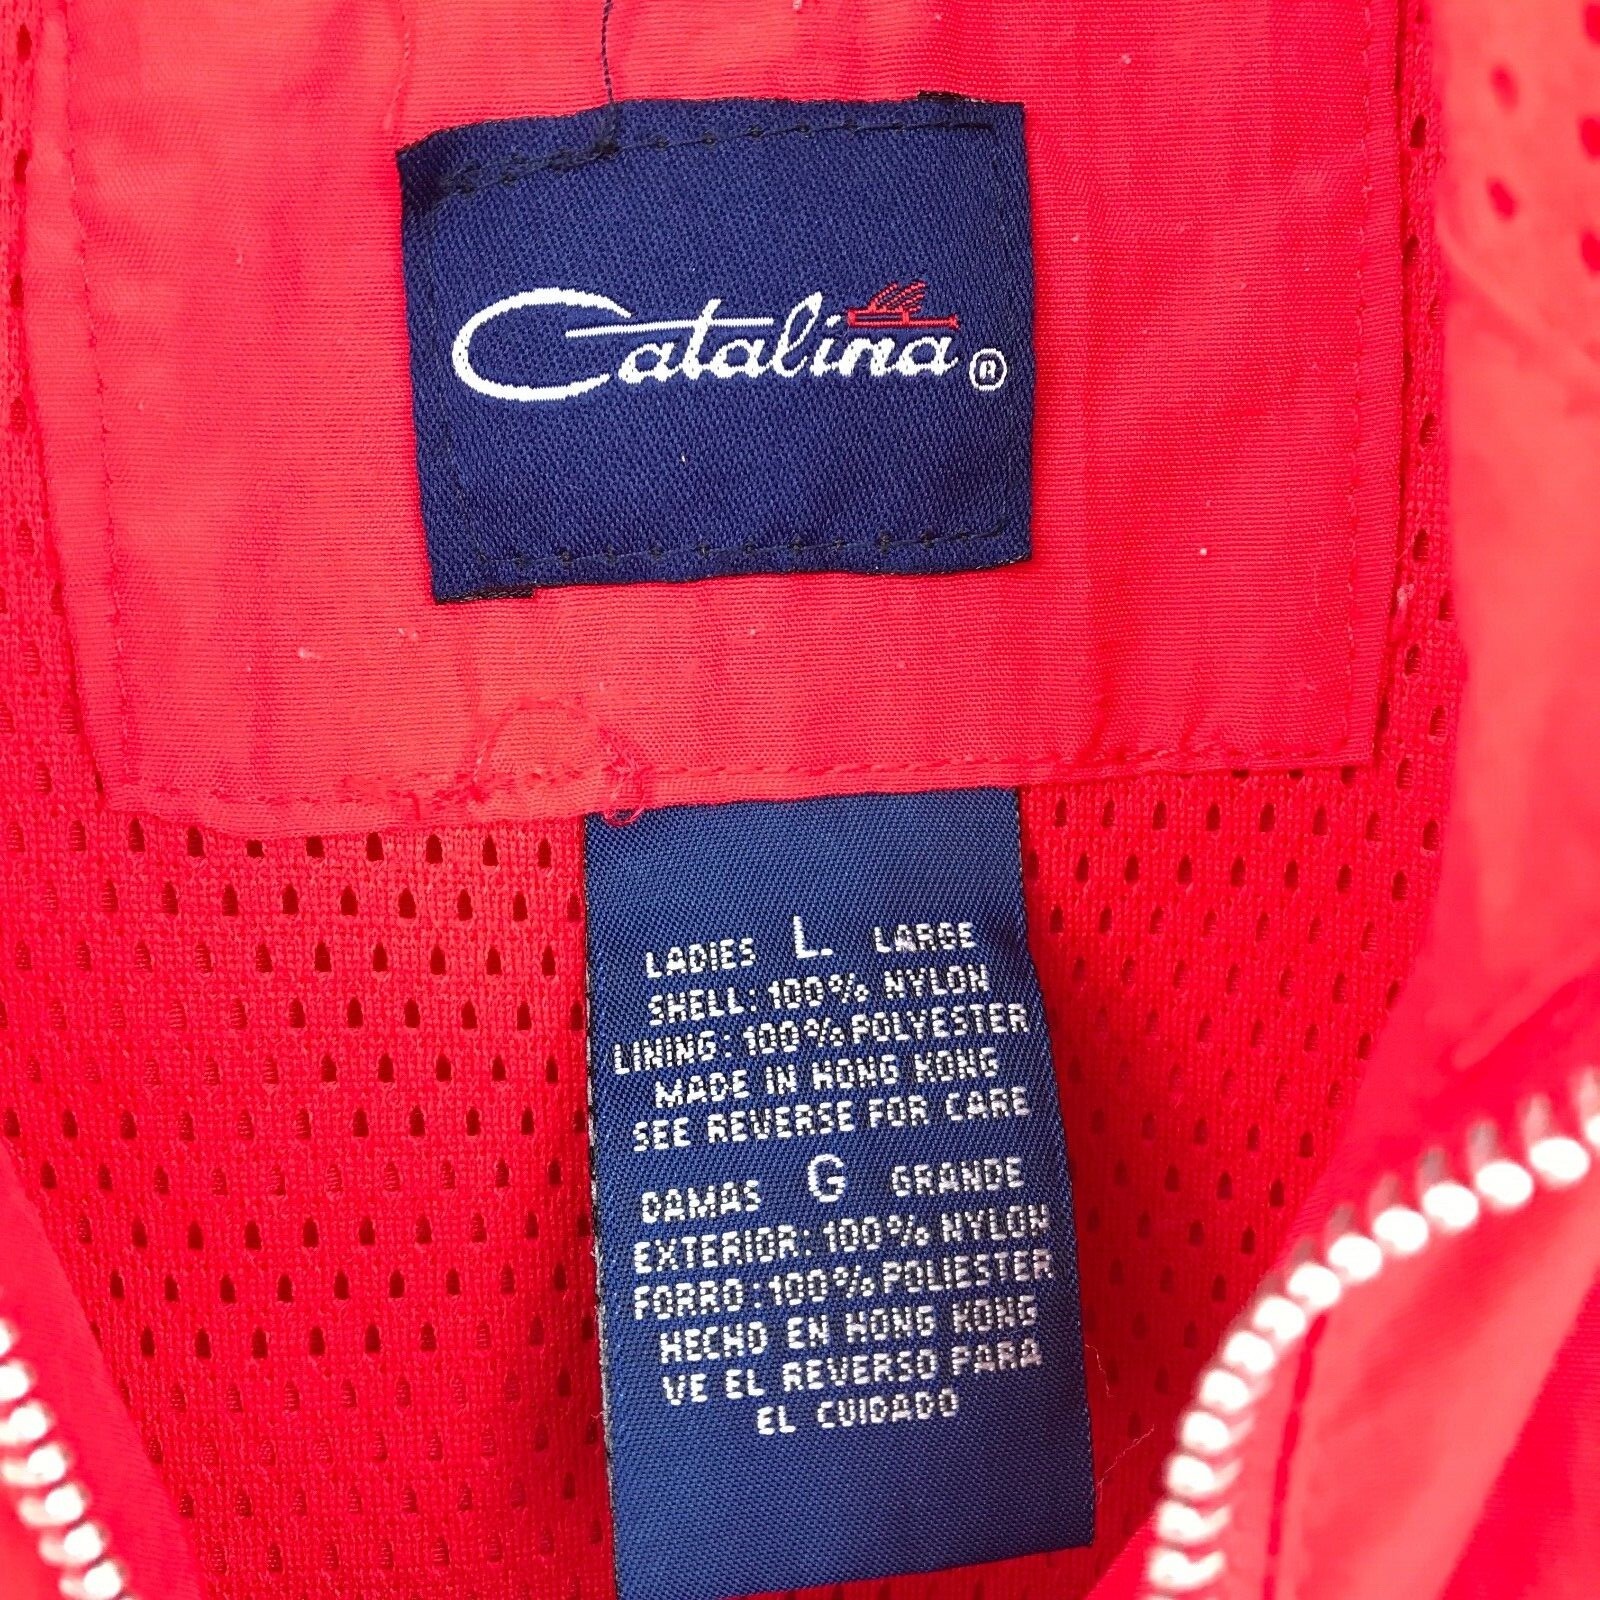 Catalina ®
LADIES L LARGE
SHELL: 100% NYLON
LINING: 100% POLYESTER
MADE IN HONG KONG
SEE REVERSE FOR CARE
DAMAS G GRANDE
EXTERIOR: 100% NYLON
FORRO: 100% POLIESTER
HECHO EN HONG KONG
VE EL REVERSO PARA
EL CUIDADO